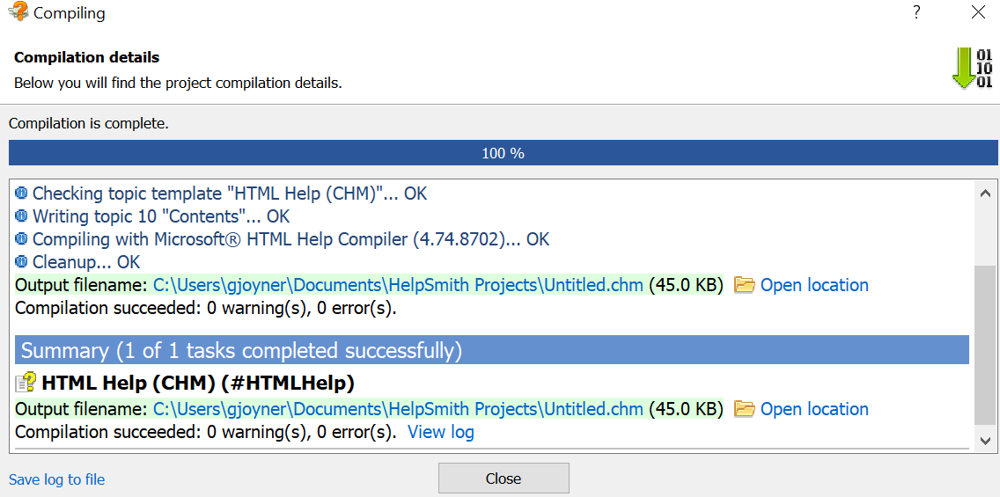 Compiling
?
Compilation details
Below you will find the project compilation details.
01
10
01
Compilation is complete.
100 %
Checking topic template "HTML Help (CHM)"... OK
Writing topic 10 "Contents"... OK
Compiling with Microsoft® HTML Help Compiler (4.74.8702)... OK
Cleanup... OK
Output filename: C:\Users\gjoyner\Documents\HelpSmith Projects\Untitled.chm (45.0 KB) Open location
Compilation succeeded: 0 warning(s), 0 error(s).
Summary (1 of 1 tasks completed successfully)
HTML Help (CHM) (#HTMLHelp)
Output filename: C:\Users\gjoyner\Documents\HelpSmith Projects\Untitled.chm (45.0 KB) Open location
Compilation succeeded: 0 warning(s), 0 error(s). View log
Save log to file
Close